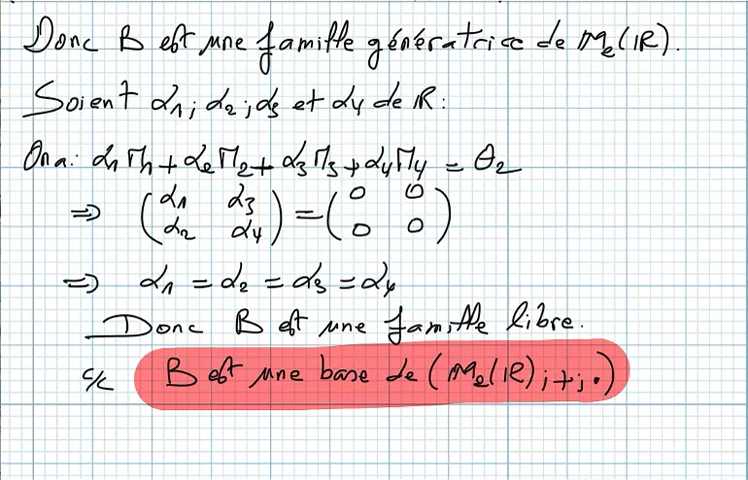 Donc B est une famille génératrice de M₂(IR).
Soient α₁; α₂; α₃ et α₄ de IR:
On a: α₁M₁ + α₂M₂ + α₃M₃ + α₄M₄ = θ₂
⇒ (α₁ α₃ = (0 0
α₂ α₄) 0 0)
⇒ α₁ = α₂ = α₃ = α₄
Donc B est une famille libre.
c/c B est une base de (M₂(IR); +; .)